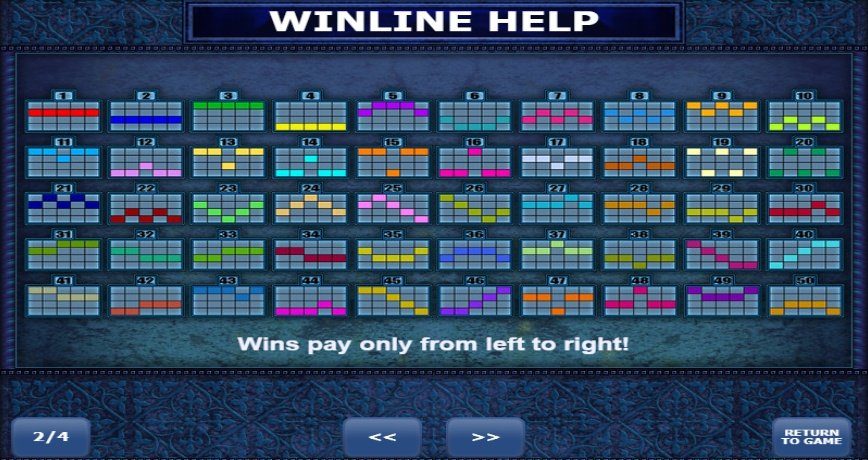 WINLINE HELP
1 2 3 4 5 6 7 8 9 10
11 12 13 14 15 16 17 18 19 20
21 22 23 24 25 26 27 28 29 30
31 32 33 34 35 36 37 38 39 40
41 42 43 44 45 46 47 48 49 50
Wins pay only from left to right!
2/4 << >> RETURN
TO GAME